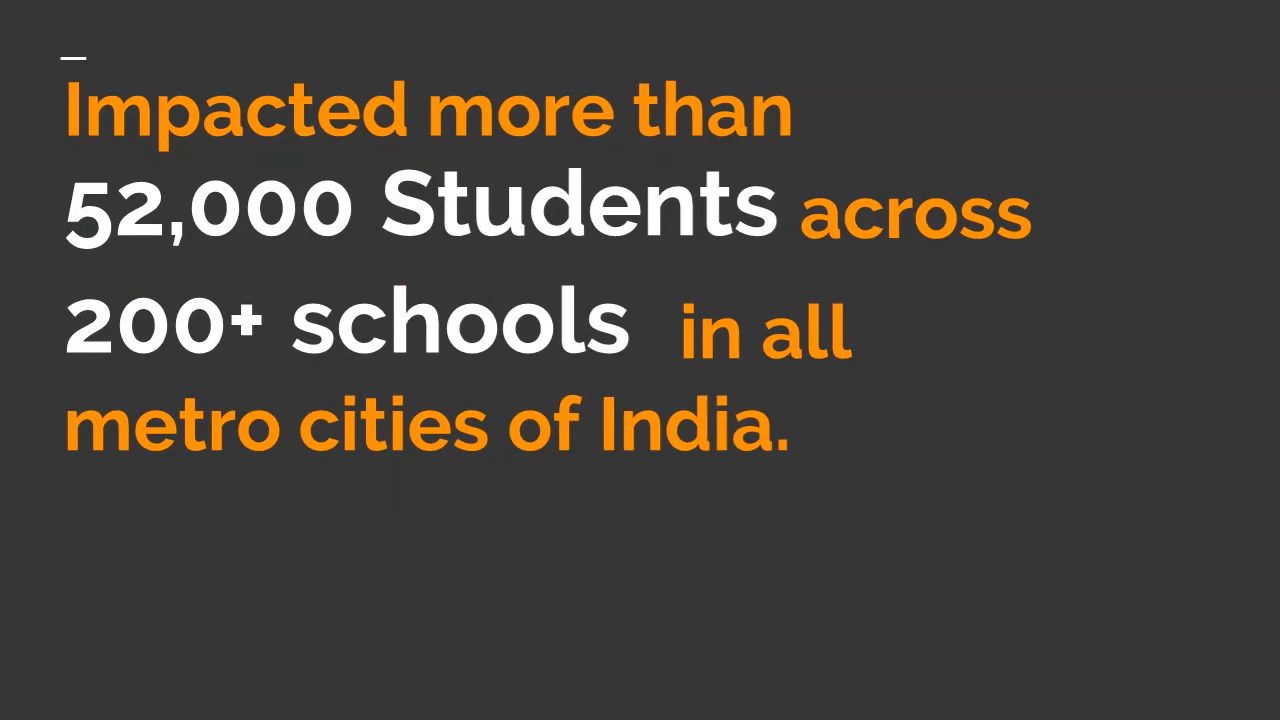 Impacted more than
52,000 Students across
200+ schools in all
metro cities of India.